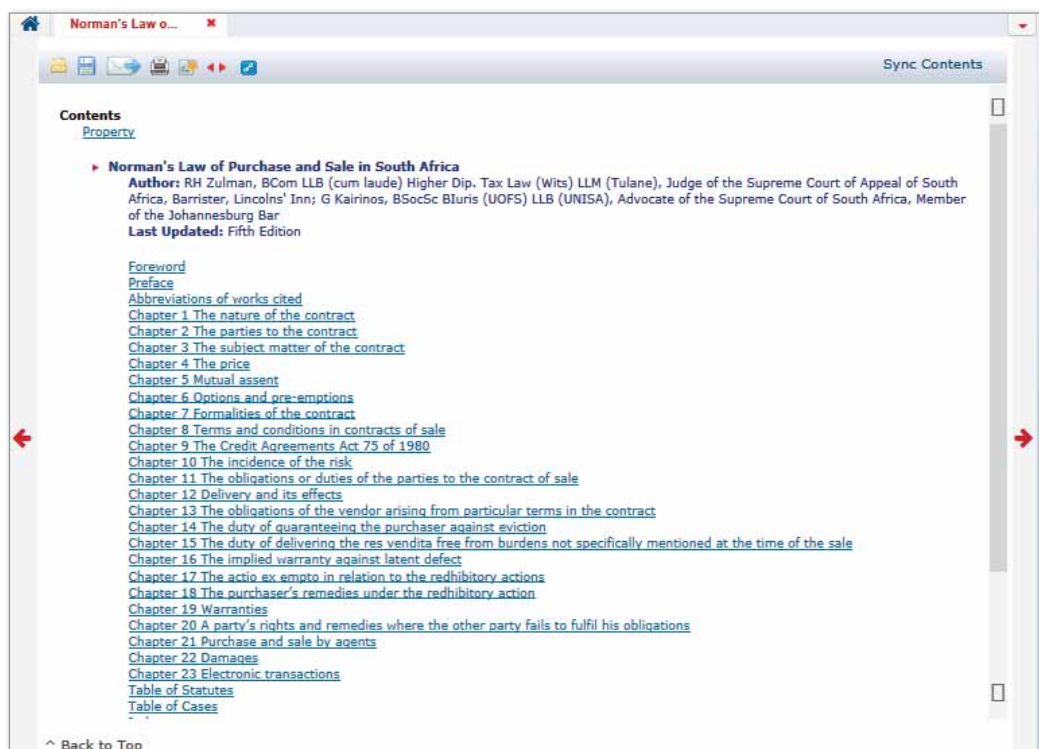 Norman's Law o...
Sync Contents
Contents
Property
Norman's Law of Purchase and Sale in South Africa
Author: RH Zulman, BCom LLB (cum laude) Higher Dip. Tax Law (Wits) LLM (Tulane), Judge of the Supreme Court of Appeal of South
Africa, Barrister, Lincolns' Inn; G Kairinos, BSocSc BIuris (UOFS) LLB (UNISA), Advocate of the Supreme Court of South Africa, Member
of the Johannesburg Bar
Last Updated: Fifth Edition
Foreword
Preface
Abbreviations of works cited
Chapter 1 The nature of the contract
Chapter 2 The parties to the contract
Chapter 3 The subject matter of the contract
Chapter 4 The price
Chapter 5 Mutual assent
Chapter 6 Options and pre-emptions
Chapter 7 Formalities of the contract
Chapter 8 Terms and conditions in contracts of sale
Chapter 9 The Credit Agreements Act 75 of 1980
Chapter 10 The incidence of the risk
Chapter 11 The obligations or duties of the parties to the contract of sale
Chapter 12 Delivery and its effects
Chapter 13 The obligations of the vendor arising from particular terms in the contract
Chapter 14 The duty of guaranteeing the purchaser against eviction
Chapter 15 The duty of delivering the res vendita free from burdens not specifically mentioned at the time of the sale
Chapter 16 The implied warranty against latent defect
Chapter 17 The actio ex empto in relation to the redhibitory actions
Chapter 18 The purchaser's remedies under the redhibitory action
Chapter 19 Warranties
Chapter 20 A party's rights and remedies where the other party fails to fulfil his obligations
Chapter 21 Purchase and sale by agents
Chapter 22 Damages
Chapter 23 Electronic transactions
Table of Statutes
Table of Cases
^ Back to Top